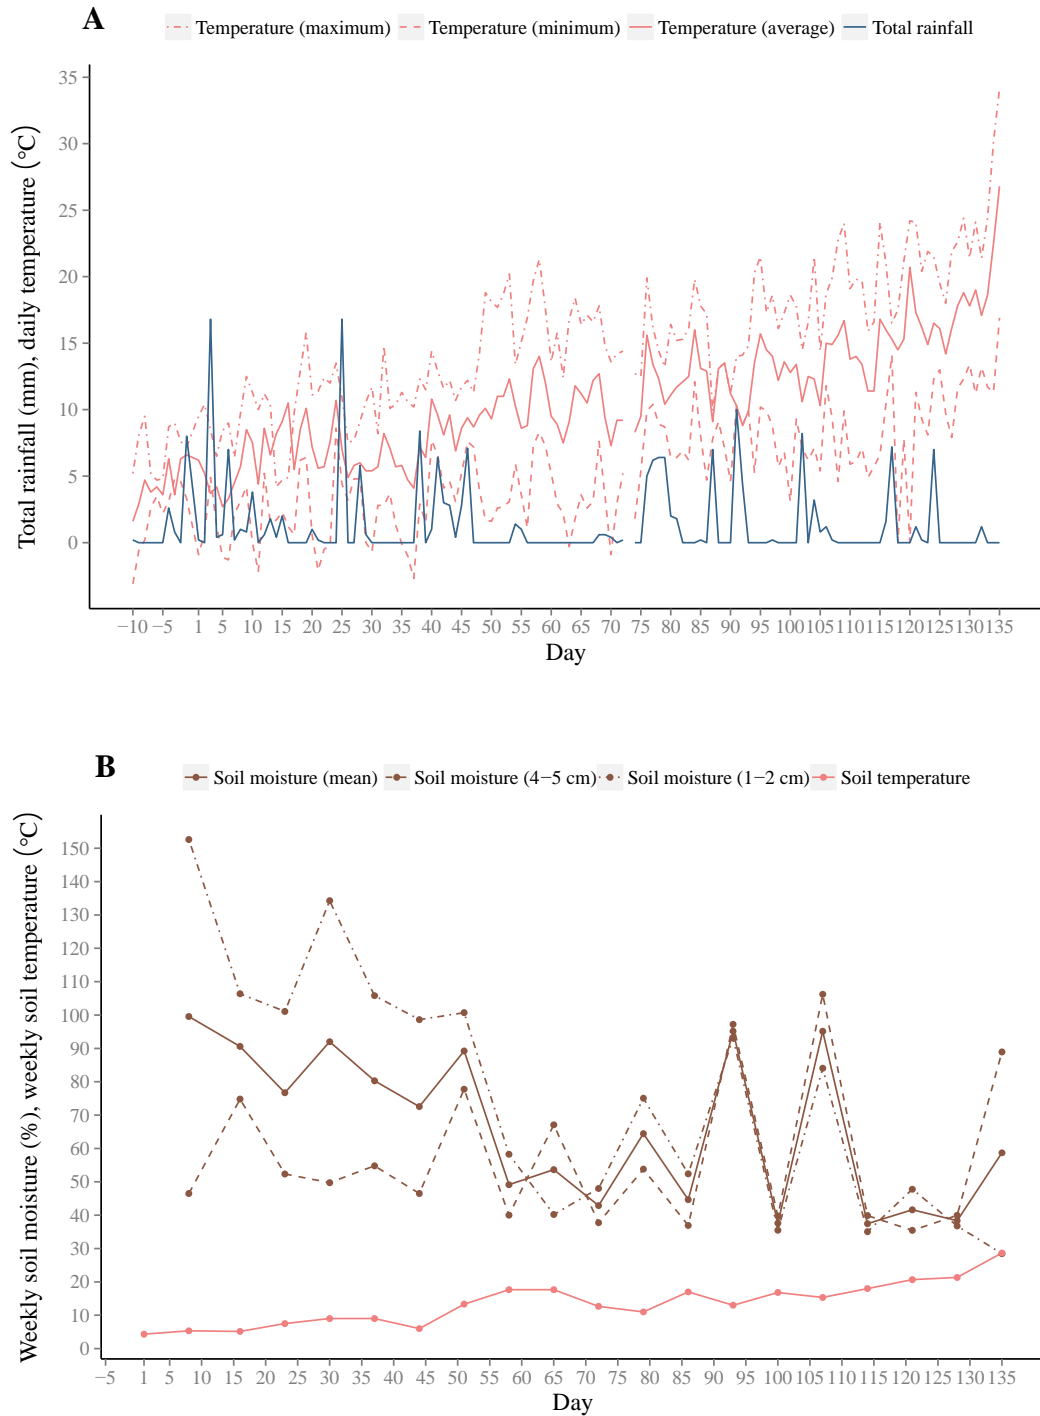 A
Temperature (maximum) Temperature (minimum) Temperature (average) Total rainfall
Total rainfall (mm), daily temperature (°C)
35
30
25
20
15
10
5
0
−10 −5 1 5 10 15 20 25 30 35 40 45 50 55 60 65 70 75 80 85 90 95 100 105 110 115 120 125 130 135
Day
B
Soil moisture (mean) Soil moisture (4−5 cm) Soil moisture (1−2 cm) Soil temperature
Weekly soil moisture (%), weekly soil temperature (°C)
150
140
130
120
110
100
90
80
70
60
50
40
30
20
10
0
−5 1 5 10 15 20 25 30 35 40 45 50 55 60 65 70 75 80 85 90 95 100 105 110 115 120 125 130 135
Day